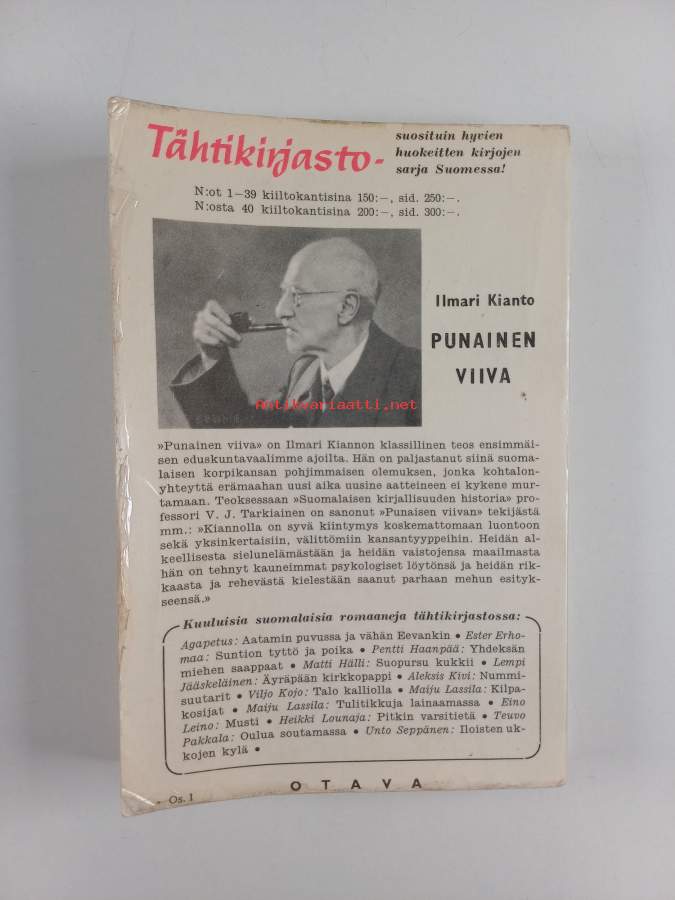 Tähtikirjasto-
suosituin hyvien
huokeitten kirjojen
sarja Suomessa!
N:ot 1—39 kiiltokantisina 150:—, sid. 250:—.
N:osta 40 kiiltokantisina 200:—, sid. 300:—.
Ilmari Kianto
PUNAINEN
VIIVA
Antikvariaatti.net
»Punainen viiva» on Ilmari Kiannon klassillinen teos ensimmäi-
sen eduskuntavaalimme ajoilta. Hän on paljastanut siinä suoma-
laisen korpikansan pohjimmaisen olemuksen, jonka kohtalon-
yhteyttä erämaahan uusi aika uusine aatteineen ei kykene mur-
tamaan. Teoksessaan »Suomalaisen kirjallisuuden historia» pro-
fessori V. J. Tarkiainen on sanonut »Punaisen viivan» tekijästä
mm.: »Kiannolla on syvä kiintymys koskemattomaan luontoon
sekä yksinkertaisiin, välittömiin kansantyyppeihin. Heidän al-
keellisesta sielunelämästään ja heidän vaistojensa maailmasta
hän on tehnyt kauneimmat psykologiset löytönsä ja heidän rik-
kaasta ja rehevästä kielestään saanut parhaan mehun esityk-
seensä.»
Kuuluisia suomalaisia romaaneja tähtikirjastossa:
Agapetus: Aatamin puvussa ja vähän Eevankin • Ester Erho-
maa: Suntion tyttö ja poika • Pentti Haanpää: Yhdeksän
miehen saappaat • Matti Hälli: Suopursu kukkii • Lempi
Jääskeläinen: Äyräpään kirkkopappi • Aleksis Kivi: Nummi-
suutarit • Viljo Kojo: Talo kalliolla • Maiju Lassila: Kilpa-
kosijat • Maiju Lassila: Tulitikkuja lainaamassa • Eino
Leino: Musti • Heikki Lounaja: Pitkin varsitietä • Teuvo
Pakkala: Oulua soutamassa • Unto Seppänen: Iloisten uk-
kojen kylä •
OTAVA
Os. 1